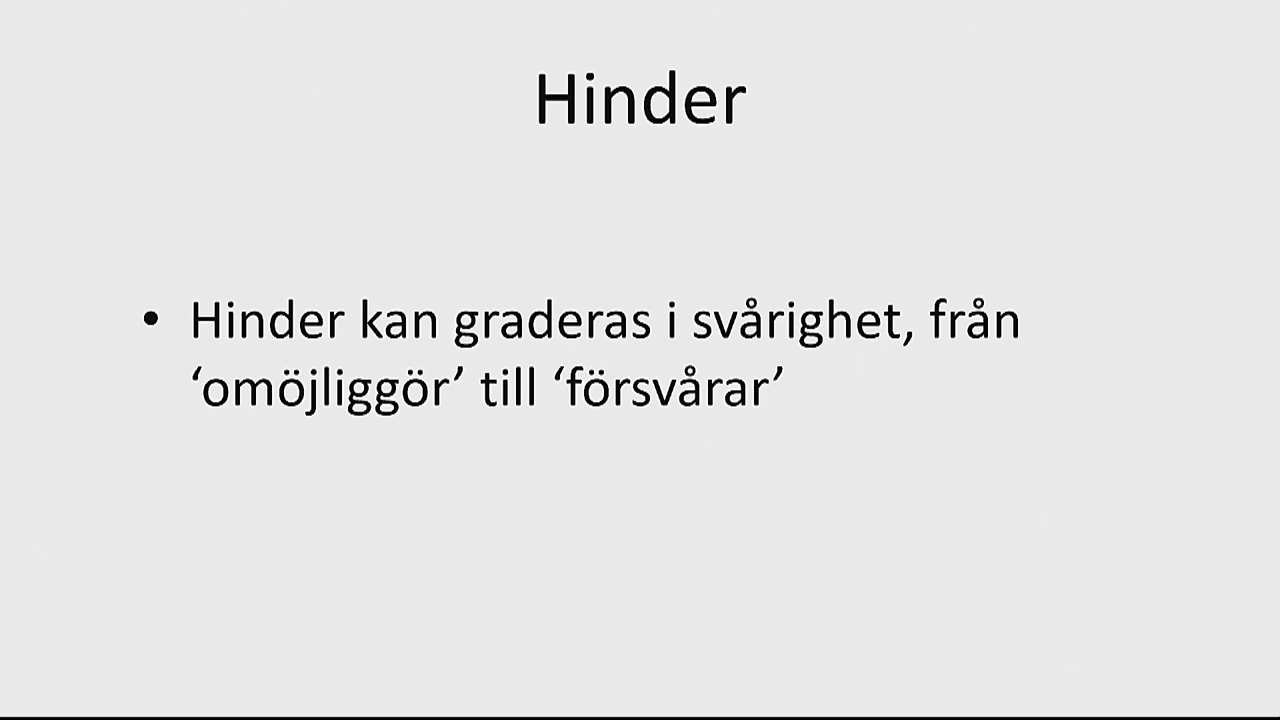 Hinder
• Hinder kan graderas i svårighet, från
‘omöjliggör’ till ‘försvårar’